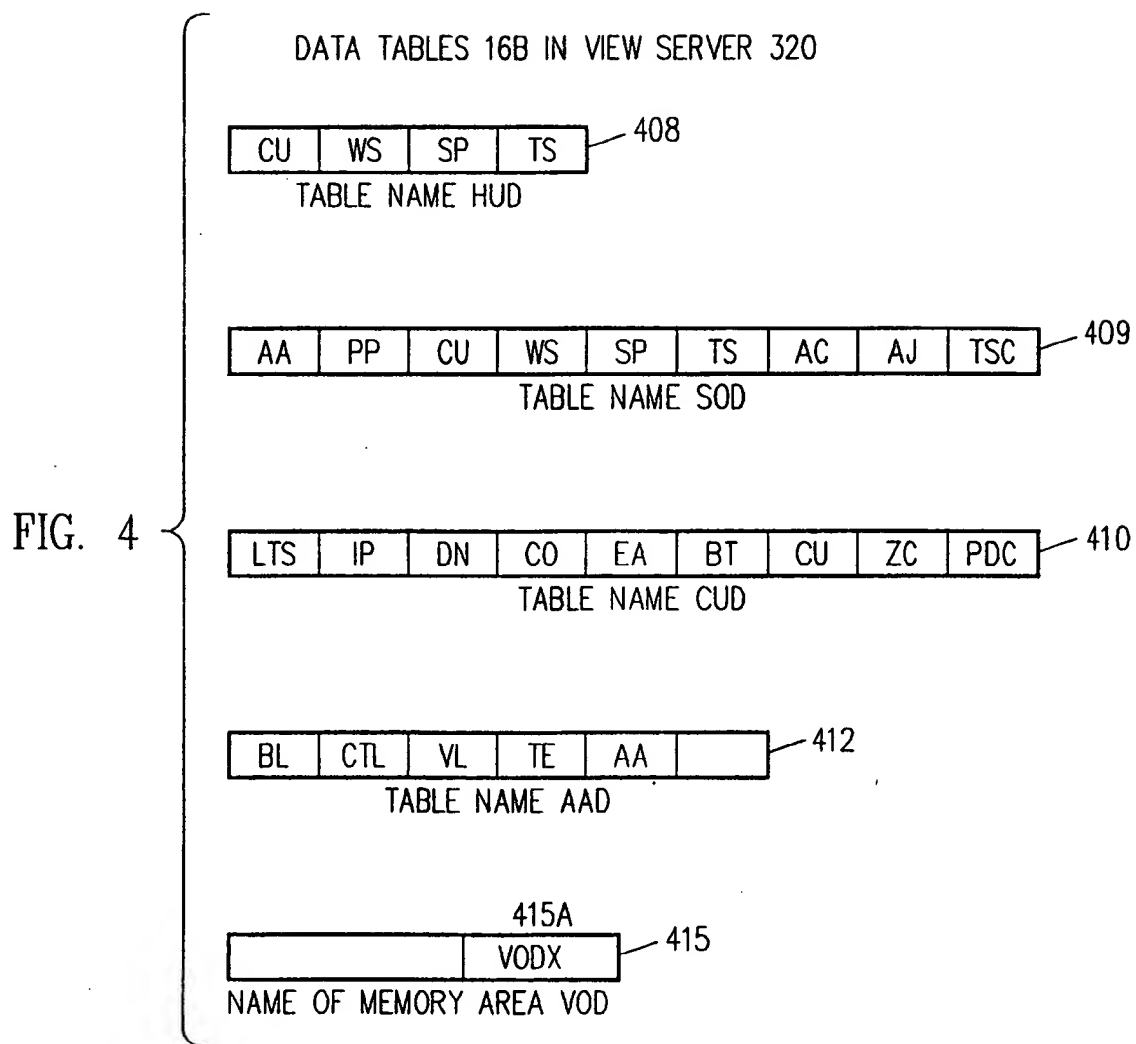 DATA TABLES 16B IN VIEW SERVER 320
CU WS SP TS 408
TABLE NAME HUD
AA PP CU WS SP TS AC AJ TSC 409
TABLE NAME SOD
FIG. 4
LTS IP DN CO EA BT CU ZC PDC 410
TABLE NAME CUD
BL CTL VL TE AA 412
TABLE NAME AAD
415A
VODX 415
NAME OF MEMORY AREA VOD